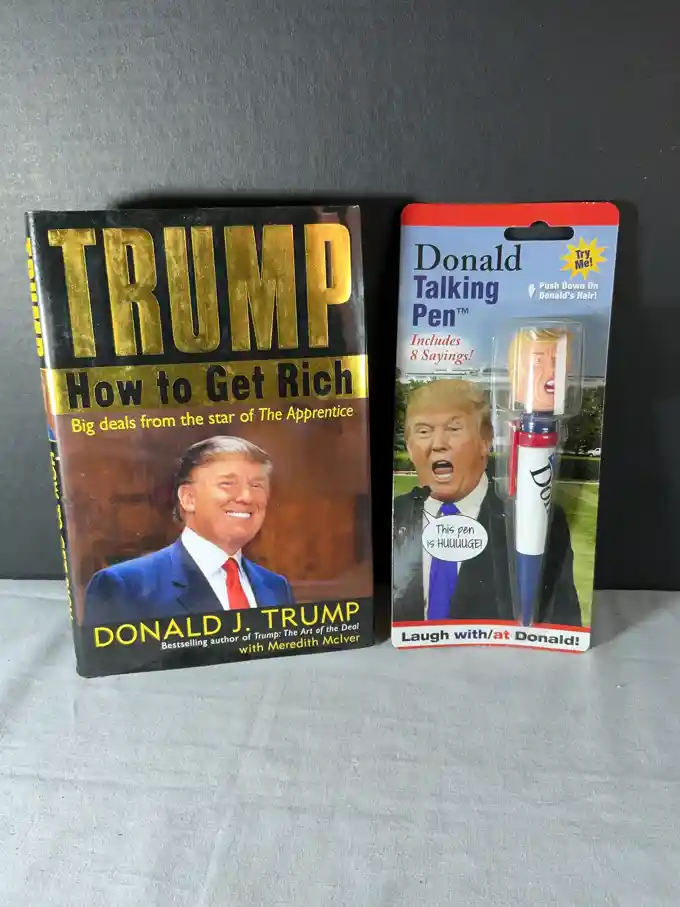 TRUMP
How to Get Rich
Big deals from the star of The Apprentice
DONALD J. TRUMP
Bestselling author of Trump: The Art of the Deal
with Meredith McIver
Donald
Talking
Pen™
Includes
8 Sayings!
Try
Me!
Push Down On
Donald's Hair!
This pen
is HUUUUGE!
Don
Laugh with/at Donald!